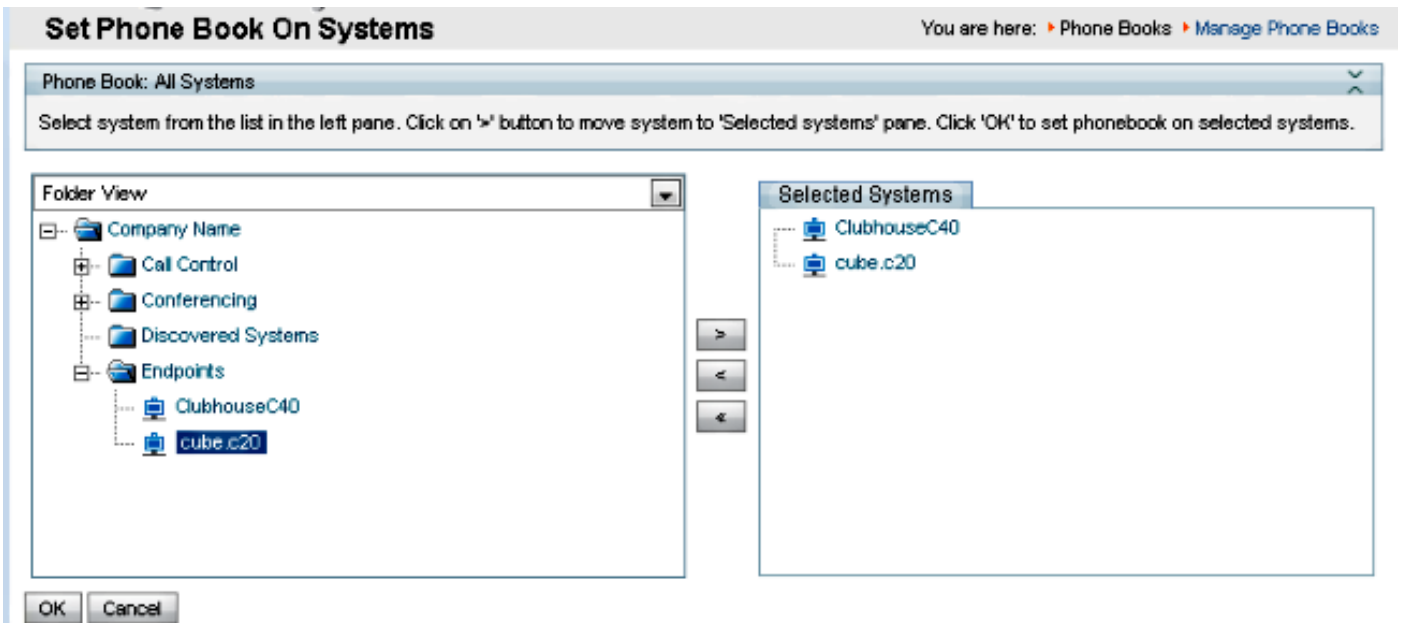 Set Phone Book On Systems
You are here: Phone Books Manage Phone Books
Phone Book: All Systems
Select system from the list in the left pane. Click on '>' button to move system to 'Selected systems' pane. Click 'OK' to set phonebook on selected systems.
Folder View
Company Name
Call Control
Conferencing
Discovered Systems
Endpoints
ClubhouseC40
cube.c20
>
<
«
Selected Systems
ClubhouseC40
cube.c20
OK Cancel